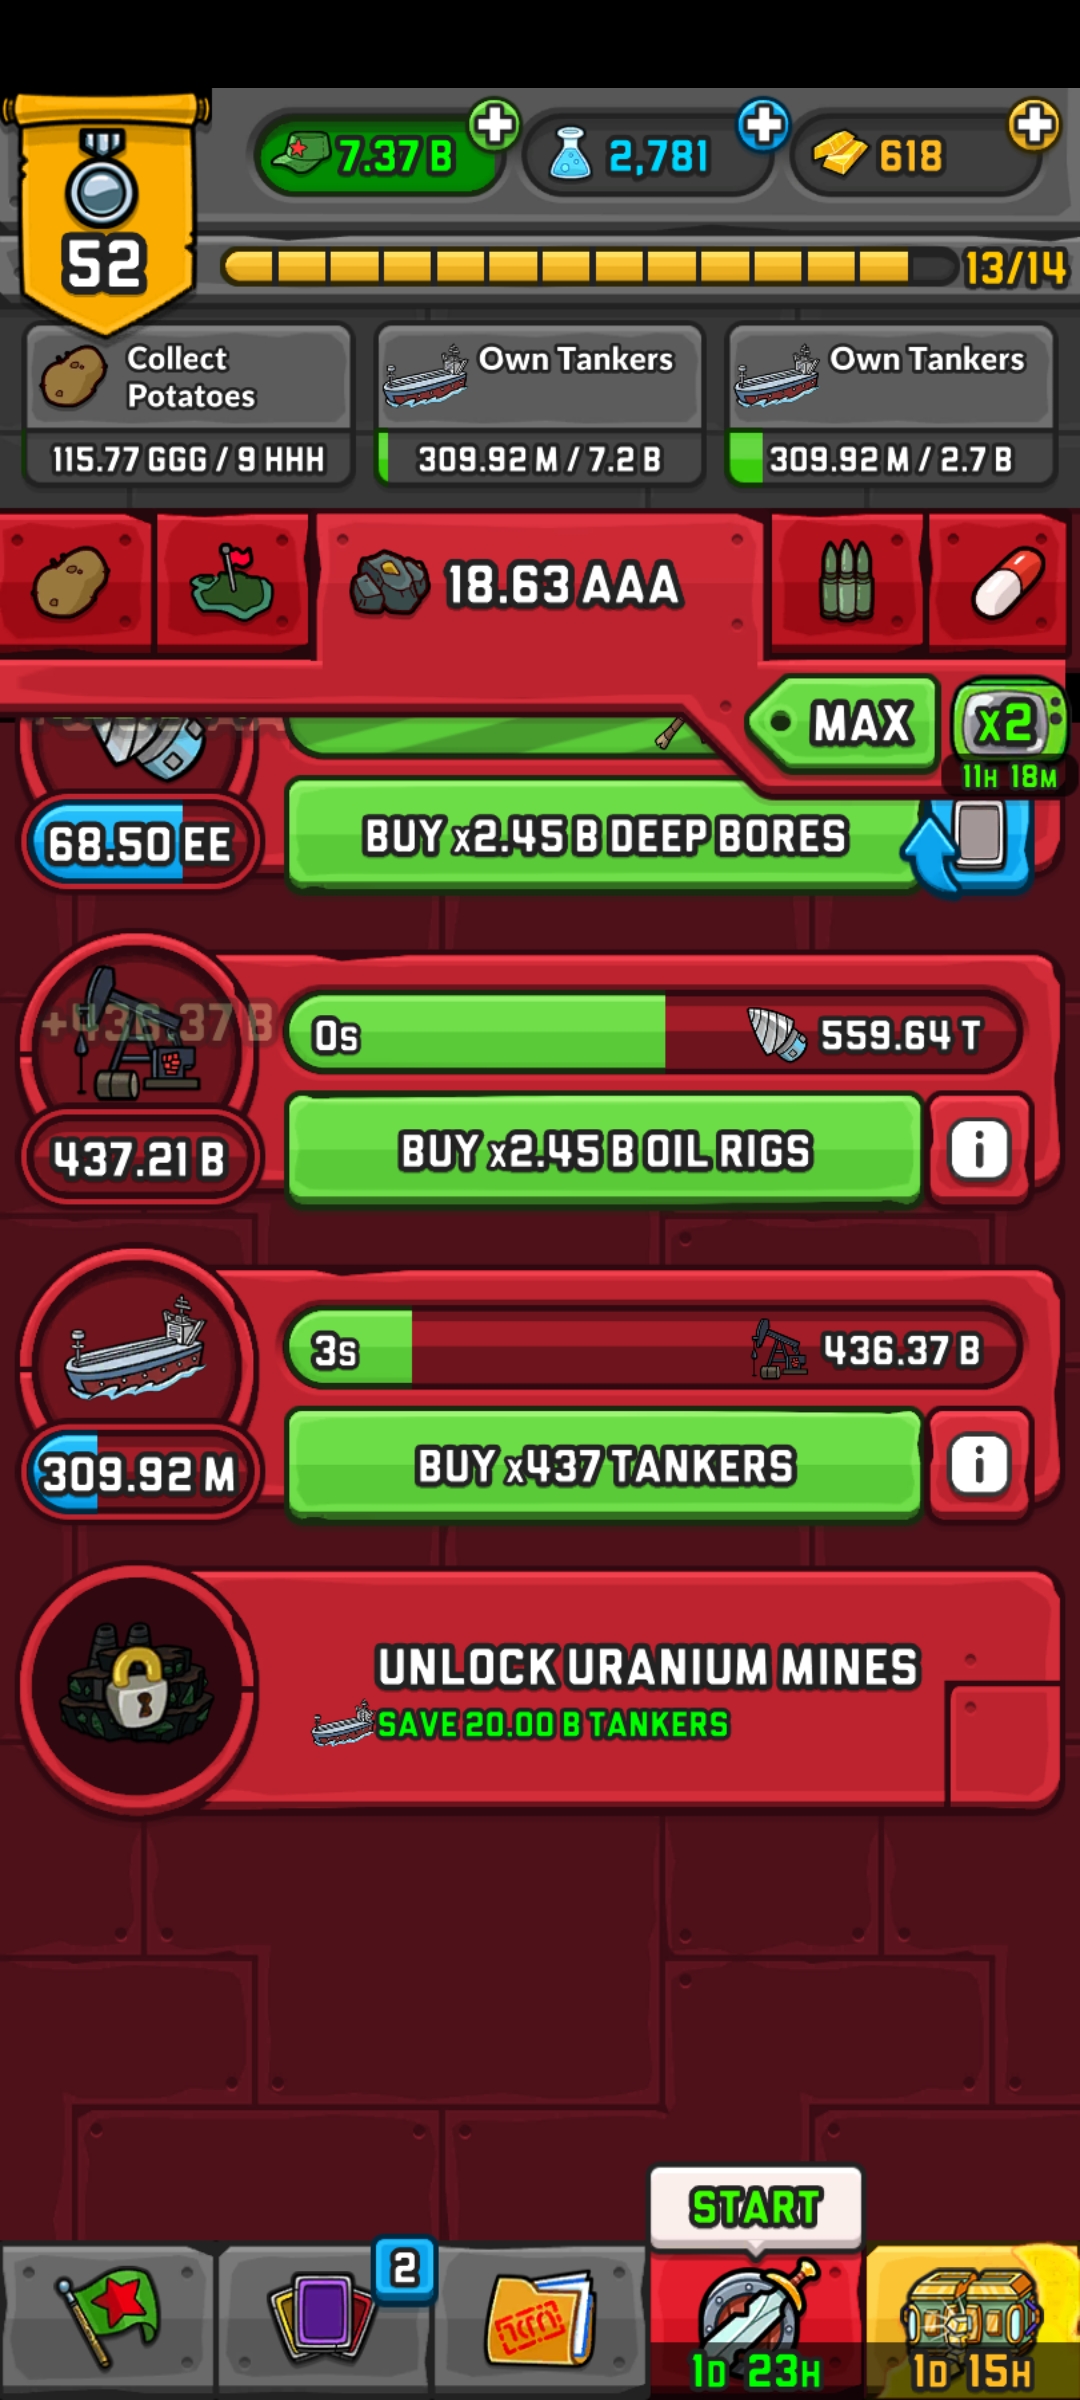 7.37 B
2,781
618
52
13/14
Collect
Potatoes
115.77 GGG / 9 HHH
Own Tankers
309.92 M / 7.2 B
Own Tankers
309.92 M / 2.7 B
18.63 AAA
MAX
x2
11H 18M
68.50 EE
BUY x2.45 B DEEP BORES
+436.37 B
0s
559.64 T
437.21 B
BUY x2.45 B OIL RIGS
i
3s
436.37 B
309.92 M
BUY x437 TANKERS
i
UNLOCK URANIUM MINES
SAVE 20.00 B TANKERS
START
2
1D 23H
1D 15H